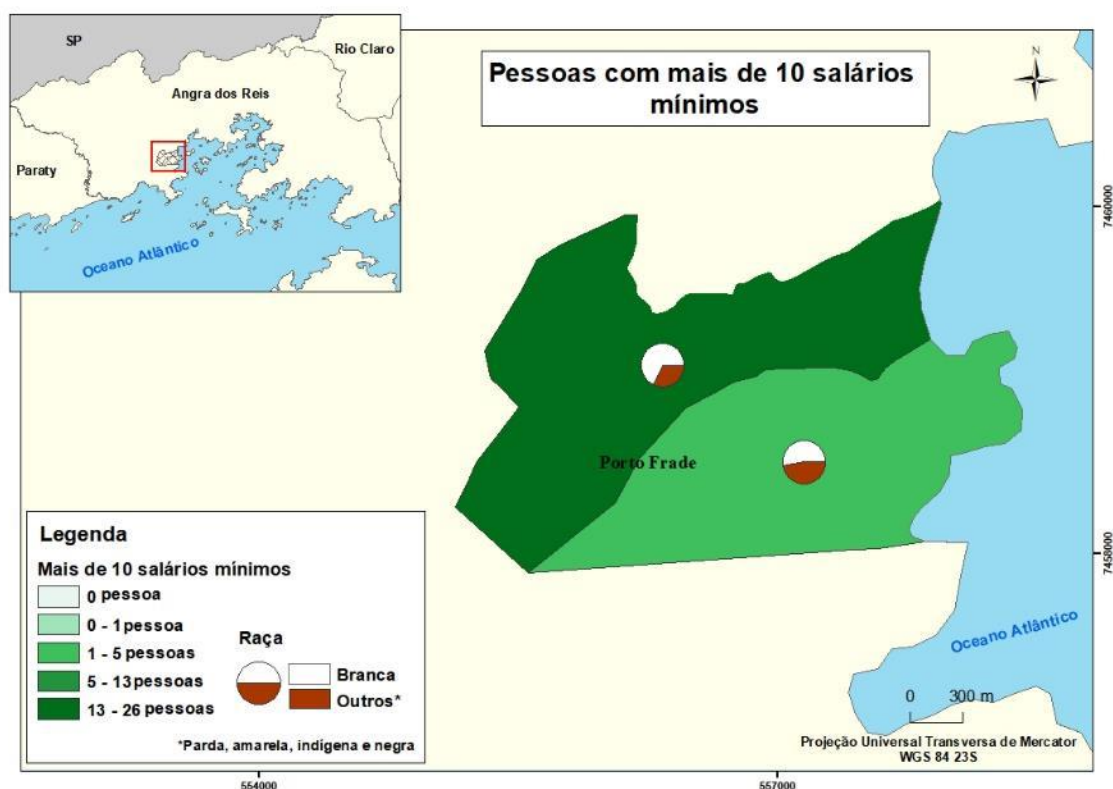 SP
Rio Claro
Angra dos Reis
Paraty
Oceano Atlântico
Pessoas com mais de 10 salários
mínimos
N
7460000
Porto Frade
7458000
Oceano Atlântico
Legenda
Mais de 10 salários mínimos
0 pessoa
0 - 1 pessoa
1 - 5 pessoas
5 - 13 pessoas
13 - 26 pessoas
Raça
Branca
Outros*
*Parda, amarela, indígena e negra
0 300 m
Projeção Universal Transversa de Mercator
WGS 84 23S
554000
557000